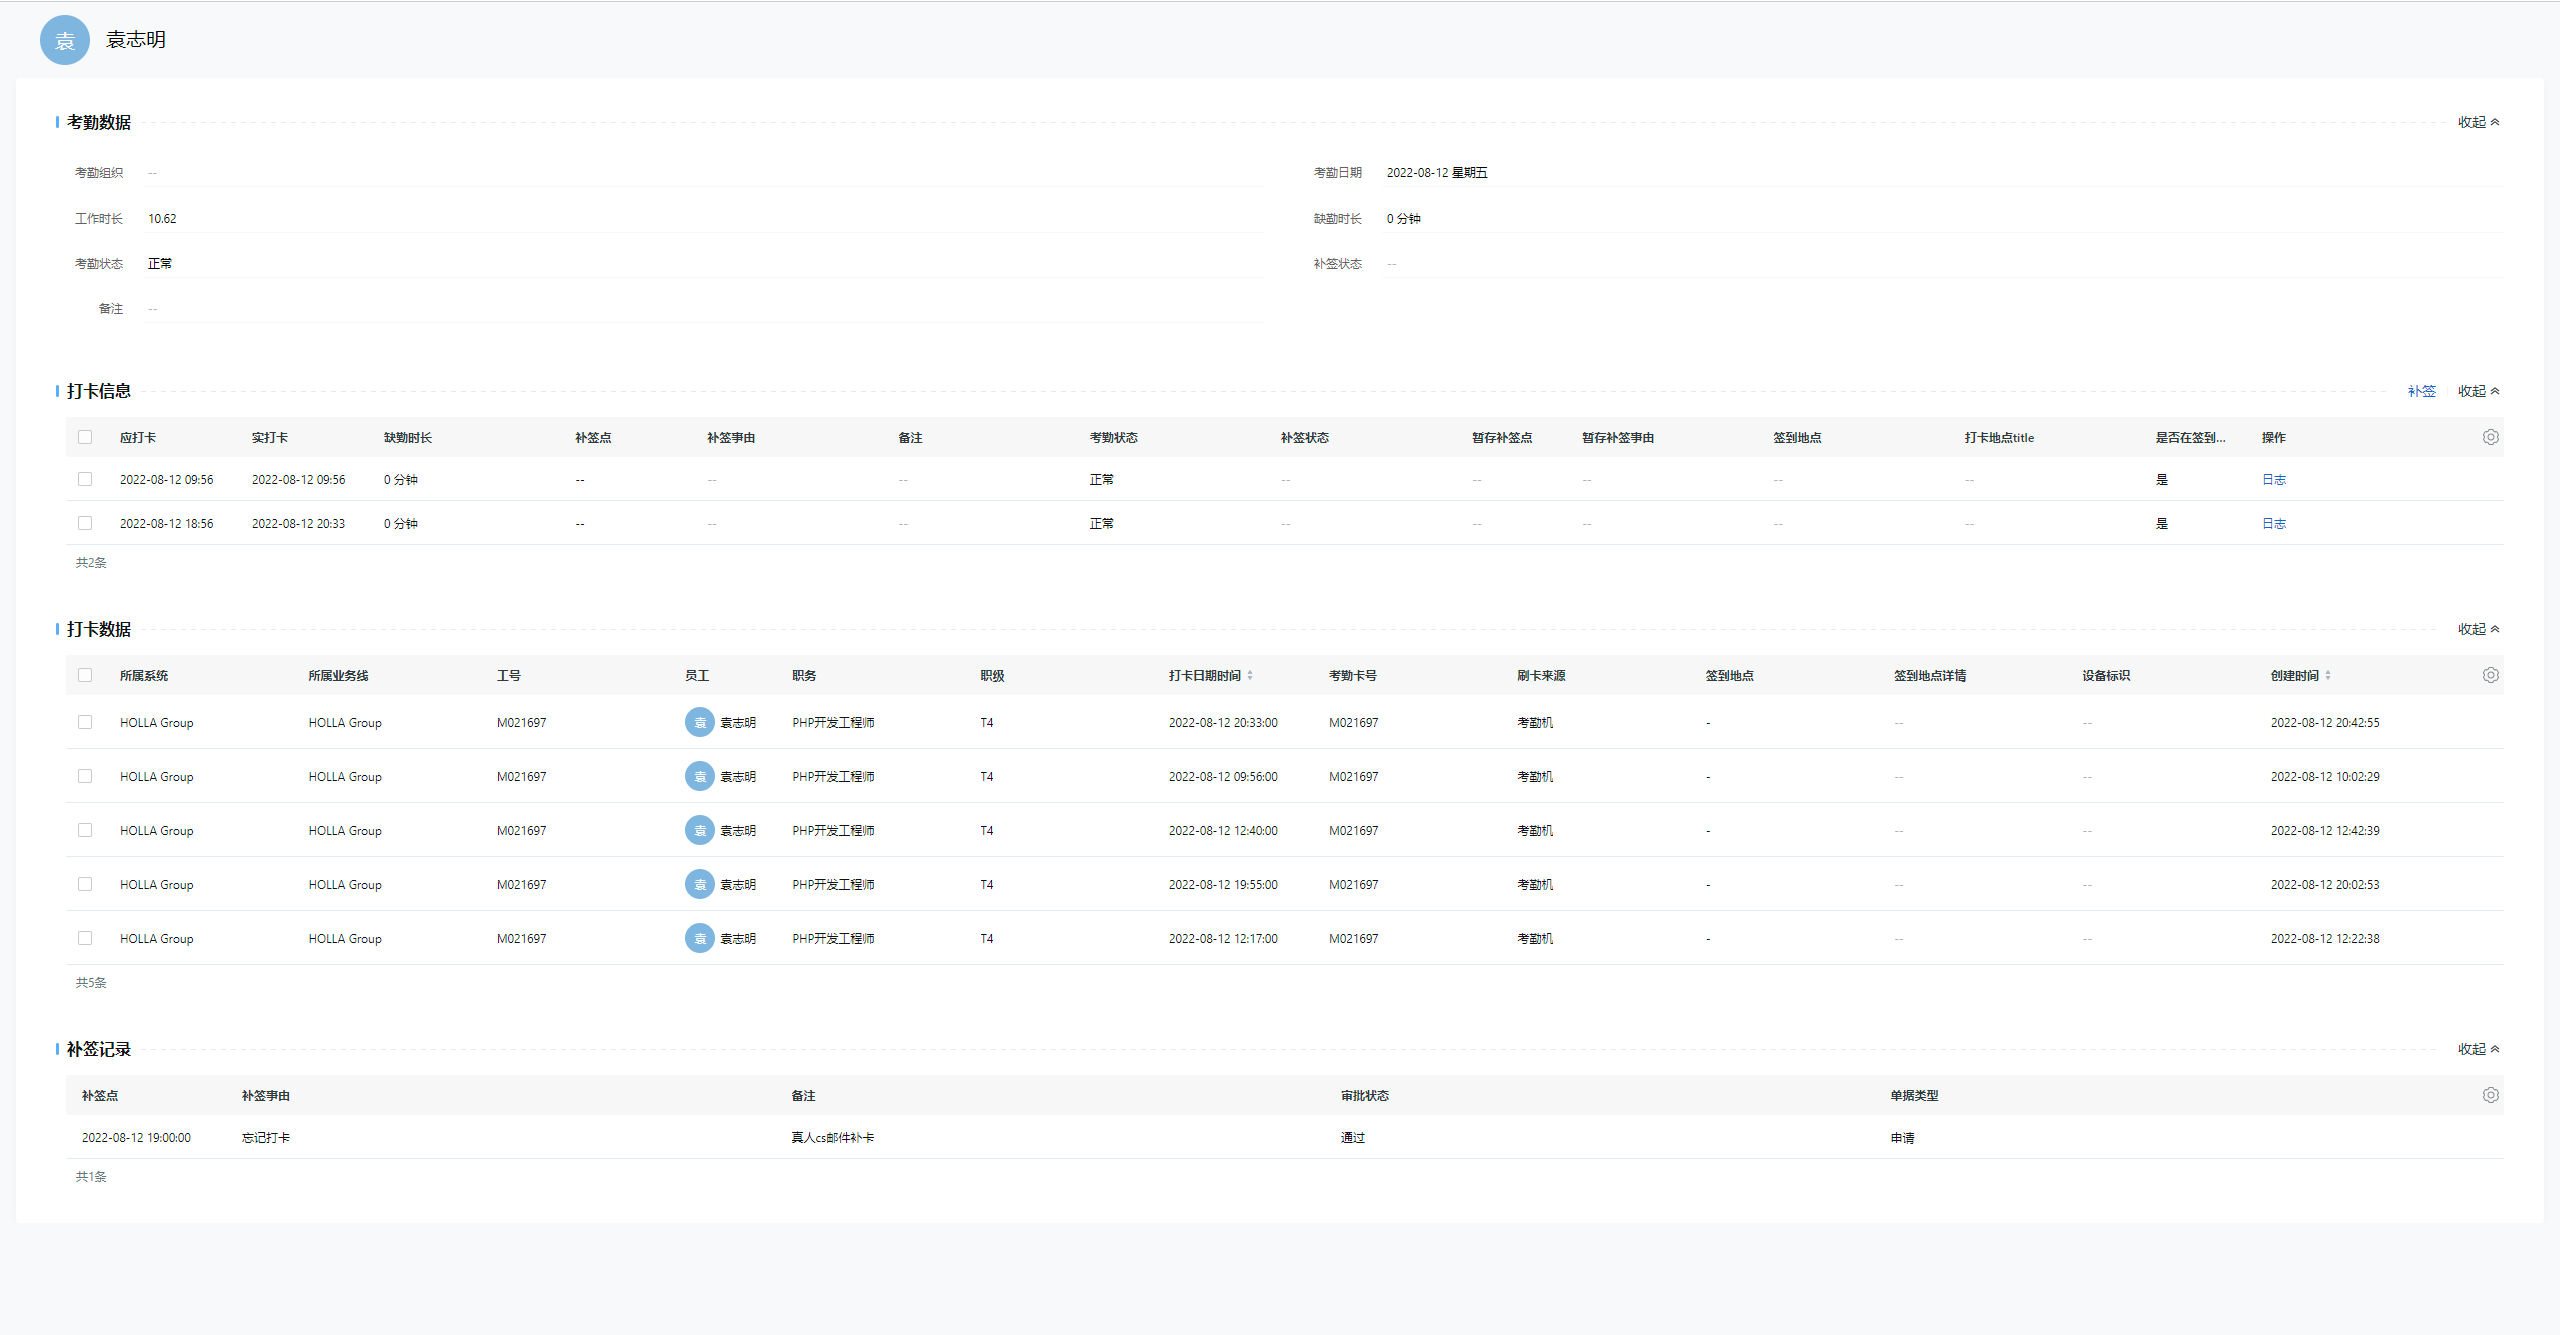 袁 袁志明
考勤数据 收起
考勤组织 -- 考勤日期 2022-08-12 星期五
工作时长 10.62 缺勤时长 0 分钟
考勤状态 正常 补签状态 --
备注 --
打卡信息 补签 收起
应打卡 实打卡 缺勤时长 补签点 补签事由 备注 考勤状态 补签状态 暂存补签点 暂存补签事由 签到地点 打卡地点title 是否在签到... 操作
2022-08-12 09:56 2022-08-12 09:56 0 分钟 -- -- -- 正常 -- -- -- -- -- 是 日志
2022-08-12 18:56 2022-08-12 20:33 0 分钟 -- -- -- 正常 -- -- -- -- -- 是 日志
共2条
打卡数据 收起
所属系统 所属业务线 工号 员工 职务 职级 打卡日期时间 考勤卡号 刷卡来源 签到地点 签到地点详情 设备标识 创建时间
HOLLA Group HOLLA Group M021697 袁 袁志明 PHP开发工程师 T4 2022-08-12 20:33:00 M021697 考勤机 - -- -- 2022-08-12 20:42:55
HOLLA Group HOLLA Group M021697 袁 袁志明 PHP开发工程师 T4 2022-08-12 09:56:00 M021697 考勤机 - -- -- 2022-08-12 10:02:29
HOLLA Group HOLLA Group M021697 袁 袁志明 PHP开发工程师 T4 2022-08-12 12:40:00 M021697 考勤机 - -- -- 2022-08-12 12:42:39
HOLLA Group HOLLA Group M021697 袁 袁志明 PHP开发工程师 T4 2022-08-12 19:55:00 M021697 考勤机 - -- -- 2022-08-12 20:02:53
HOLLA Group HOLLA Group M021697 袁 袁志明 PHP开发工程师 T4 2022-08-12 12:17:00 M021697 考勤机 - -- -- 2022-08-12 12:22:38
共5条
补签记录 收起
补签点 补签事由 备注 审批状态 单据类型
2022-08-12 19:00:00 忘记打卡 真人cs邮件补卡 通过 申请
共1条